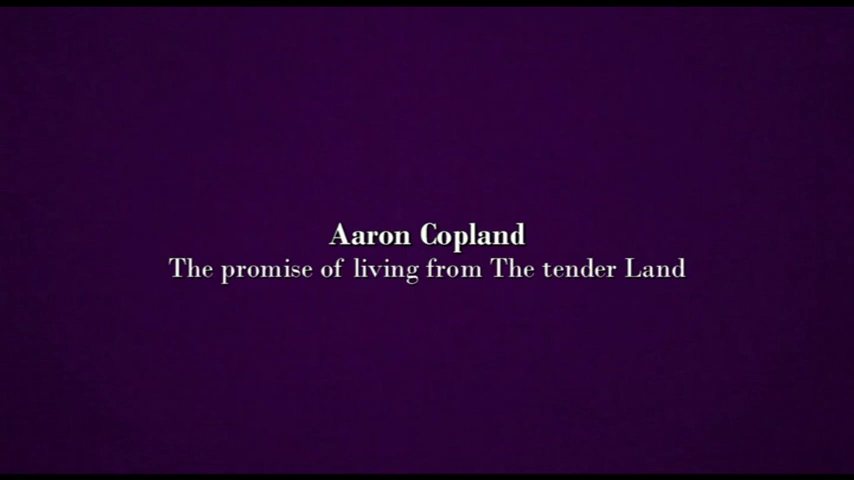 Aaron Copland
The promise of living from The tender Land